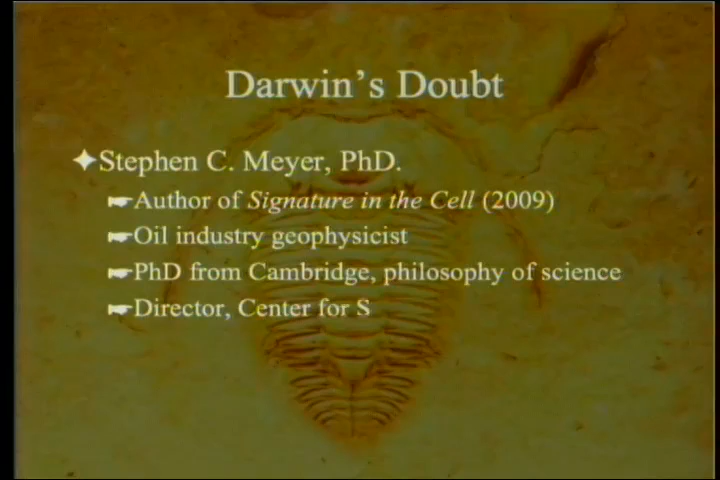 Darwin's Doubt
Stephen C. Meyer, PhD.
Author of Signature in the Cell (2009)
Oil industry geophysicist
PhD from Cambridge, philosophy of science
Director, Center for S